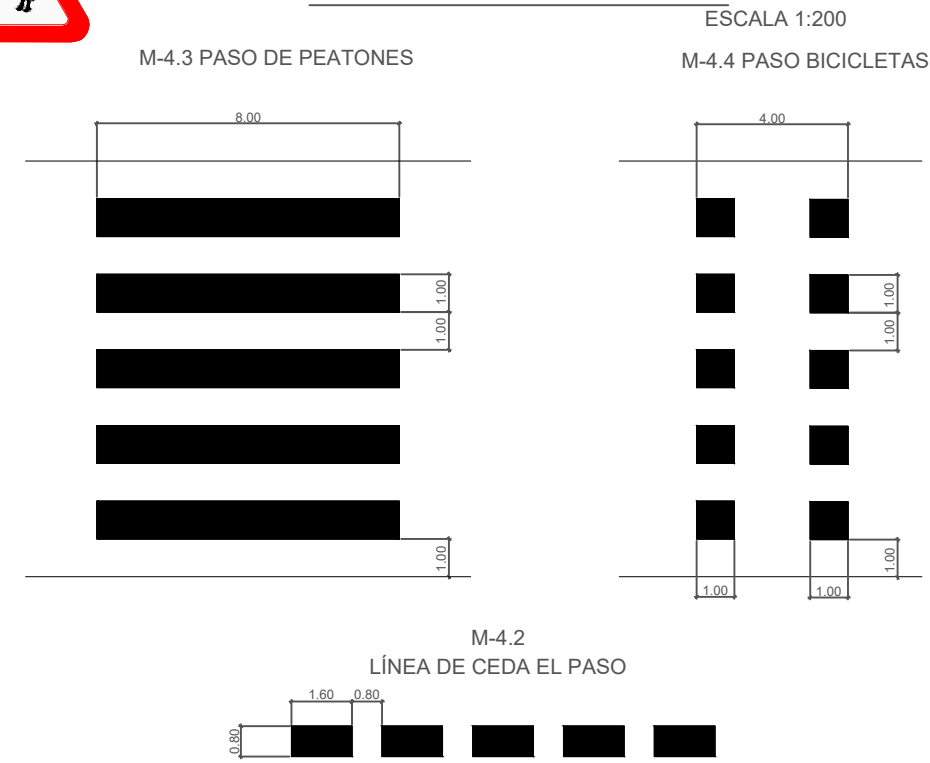 ESCALA 1:200
M-4.3 PASO DE PEATONES
M-4.4 PASO BICICLETAS
8.00
4.00
1.00
1.00
1.00
1.00
1.00
1.00
1.00
1.00
M-4.2
LÍNEA DE CEDA EL PASO
1.60
0.80
0.80